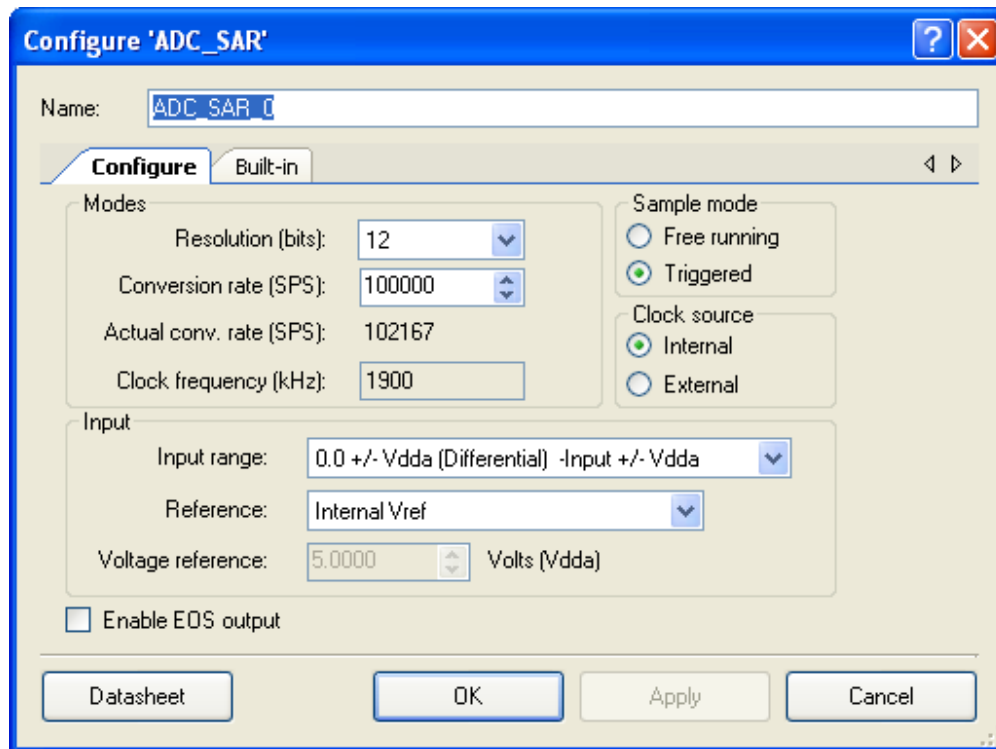 Configure 'ADC_SAR'
Name: ADC_SAR_0
Configure Built-in
Modes
Resolution (bits): 12
Conversion rate (SPS): 100000
Actual conv. rate (SPS): 102167
Clock frequency (kHz): 1900
Sample mode
Free running
Triggered
Clock source
Internal
External
Input
Input range: 0.0 +/- Vdda (Differential) -Input +/- Vdda
Reference: Internal Vref
Voltage reference: 5.0000 Volts (Vdda)
Enable EOS output
Datasheet OK Apply Cancel